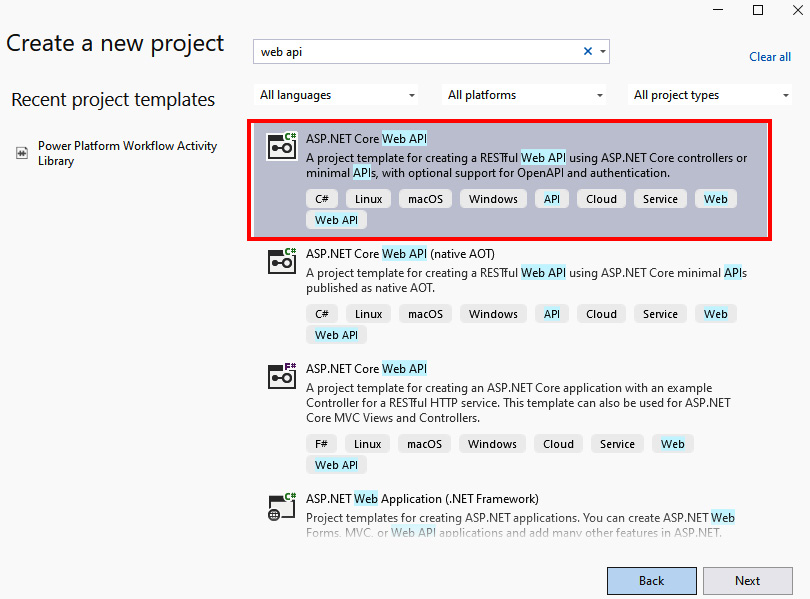 Create a new project
web api
Clear all
Recent project templates
All languages
All platforms
All project types
Power Platform Workflow Activity
Library
C#
ASP.NET Core Web API
A project template for creating a RESTful Web API using ASP.NET Core controllers or
minimal APIs, with optional support for OpenAPI and authentication.
C# Linux macOS Windows API Cloud Service Web
Web API
C#
ASP.NET Core Web API (native AOT)
A project template for creating a RESTful Web API using ASP.NET Core minimal APIs
published as native AOT.
C# Linux macOS Windows API Cloud Service Web
Web API
F#
ASP.NET Core Web API
A project template for creating an ASP.NET Core application with an example
Controller for a RESTful HTTP service. This template can also be used for ASP.NET
Core MVC Views and Controllers.
F# Linux macOS Windows Cloud Service Web
Web API
C#
ASP.NET Web Application (.NET Framework)
Project templates for creating ASP.NET applications. You can create ASP.NET Web
Forms, MVC, or Web API applications and add many other features in ASP.NET.
Back
Next